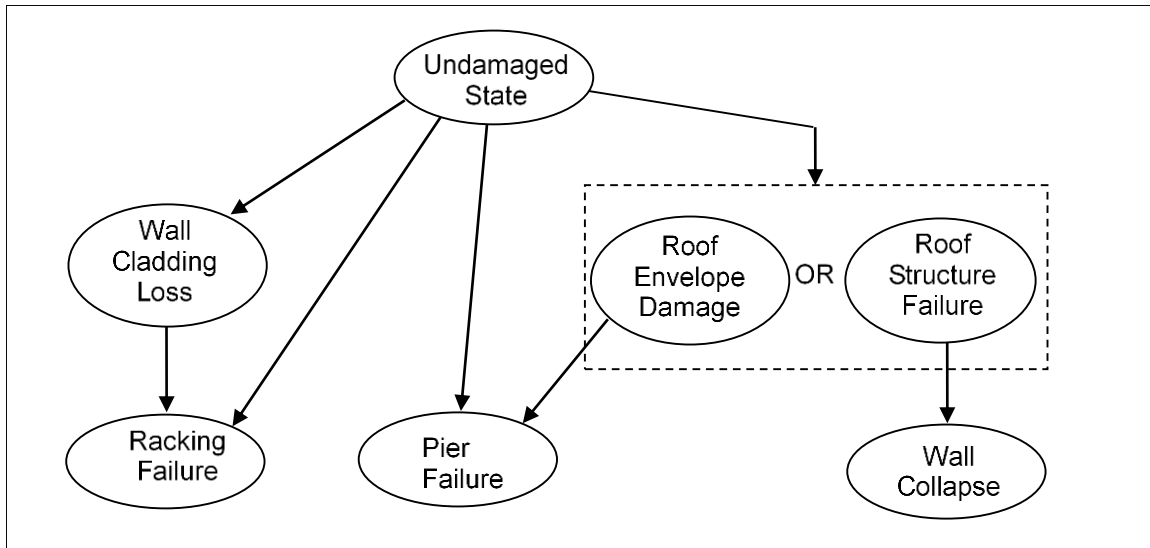 Undamaged
State
Wall
Cladding
Loss
Roof
Envelope
Damage
OR
Roof
Structure
Failure
Racking
Failure
Pier
Failure
Wall
Collapse